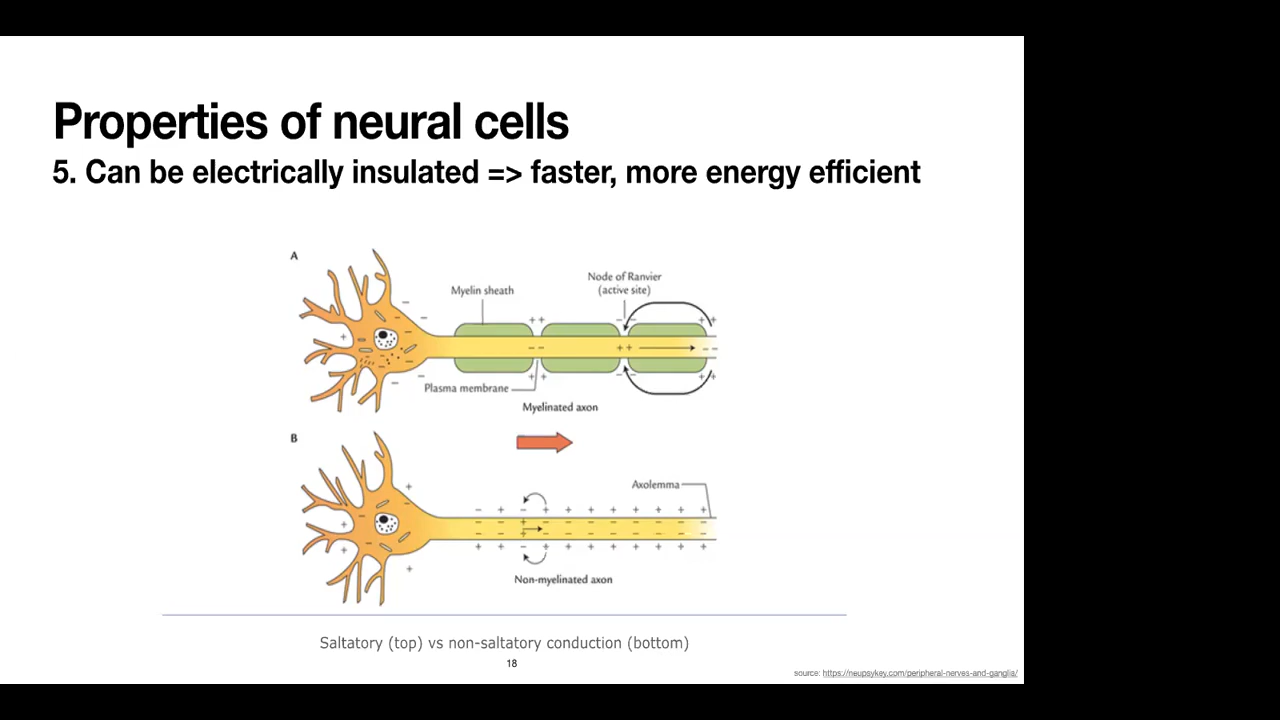 Properties of neural cells
5. Can be electrically insulated => faster, more energy efficient
A
Node of Ranvier
(active site)
Myelin sheath
Plasma membrane
Myelinated axon
B
Axolemma
Non-myelinated axon
Saltatory (top) vs non-saltatory conduction (bottom)
18
source: https://neupsykey.com/peripheral-nerves-and-ganglia/